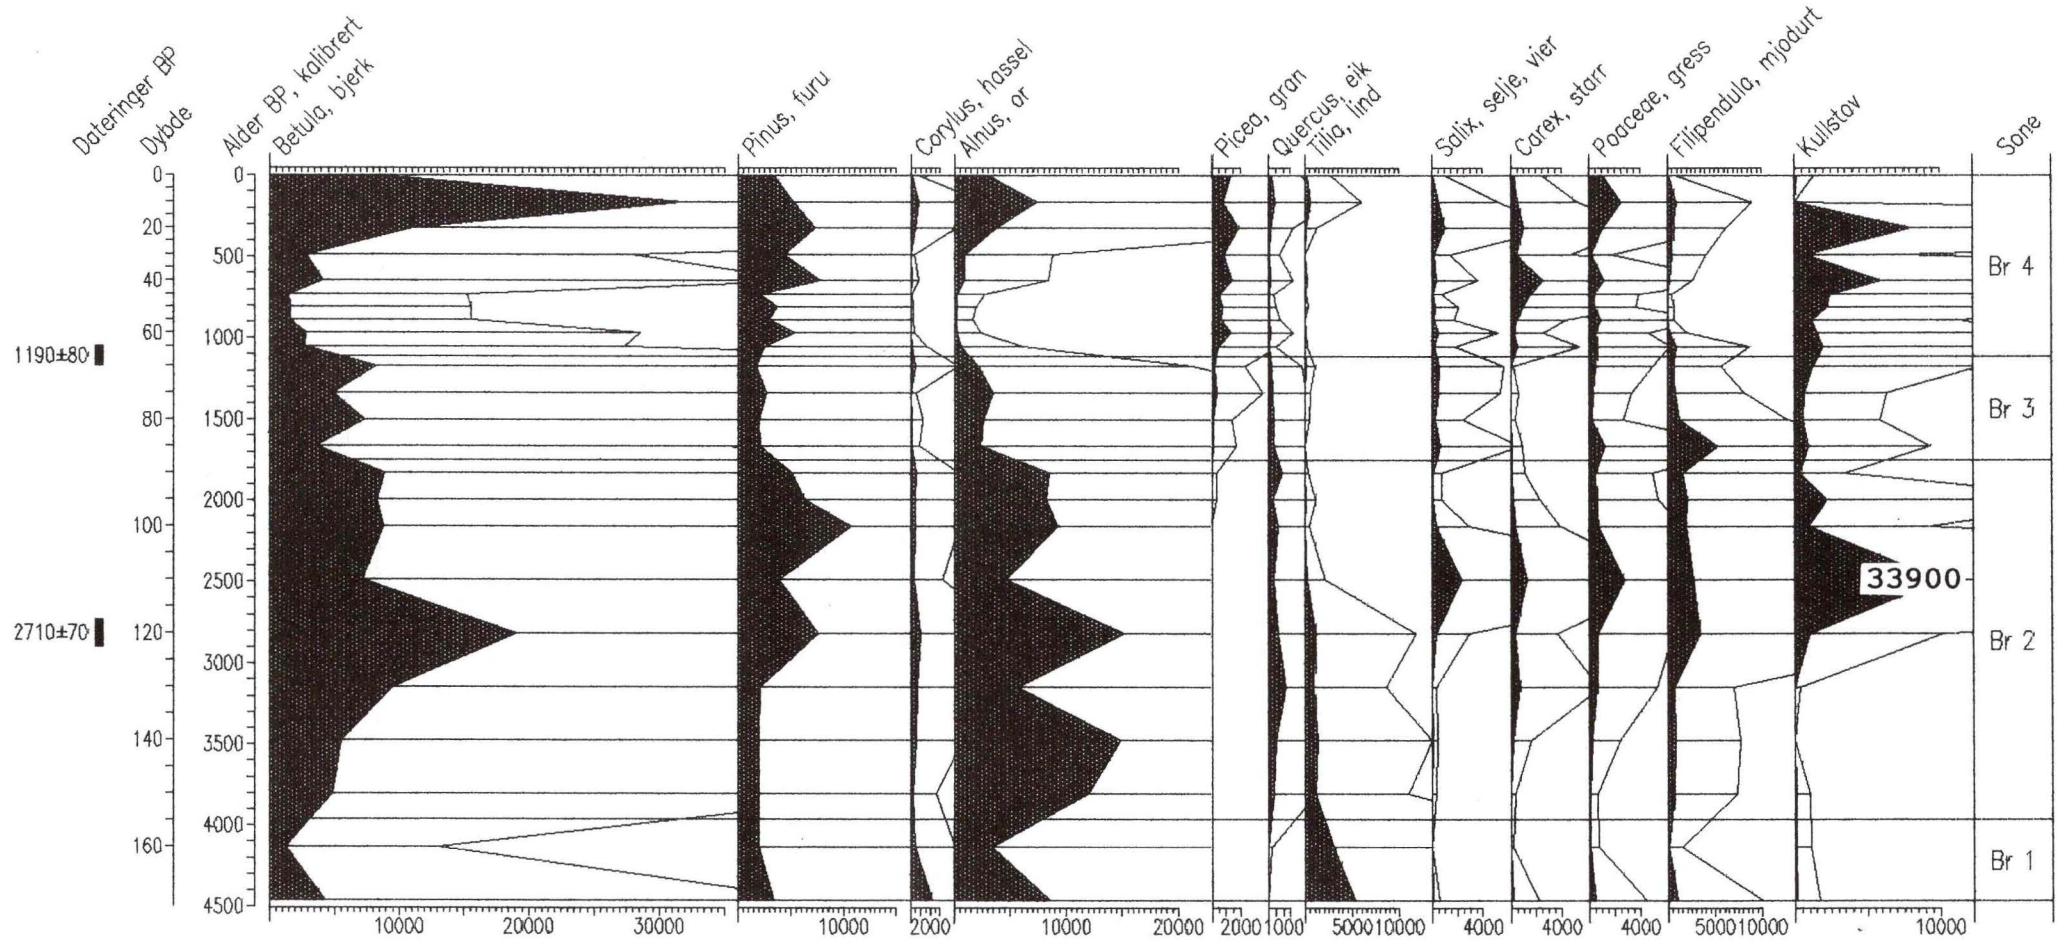 Dateringer BP
Dybde
Alder BP, kalibrert
Betula, bjerk
Pinus, furu
Corylus, hassel
Alnus, or
Picea, gran
Quercus, eik
Tilia, lind
Salix, selje, vier
Carex, starr
Poaceae, gress
Filipendula, mjødurt
Kullstøv
Sone
0 0
20
500
40
60 1000
1190±80
80 1500
2000
100
2500
2710±70 120
3000
140 3500
4000
160
4500
33900
Br 4
Br 3
Br 2
Br 1
10000 20000 30000 10000 2000 10000 20000 2000 1000 5000 10000 4000 4000 4000 5000 10000 10000